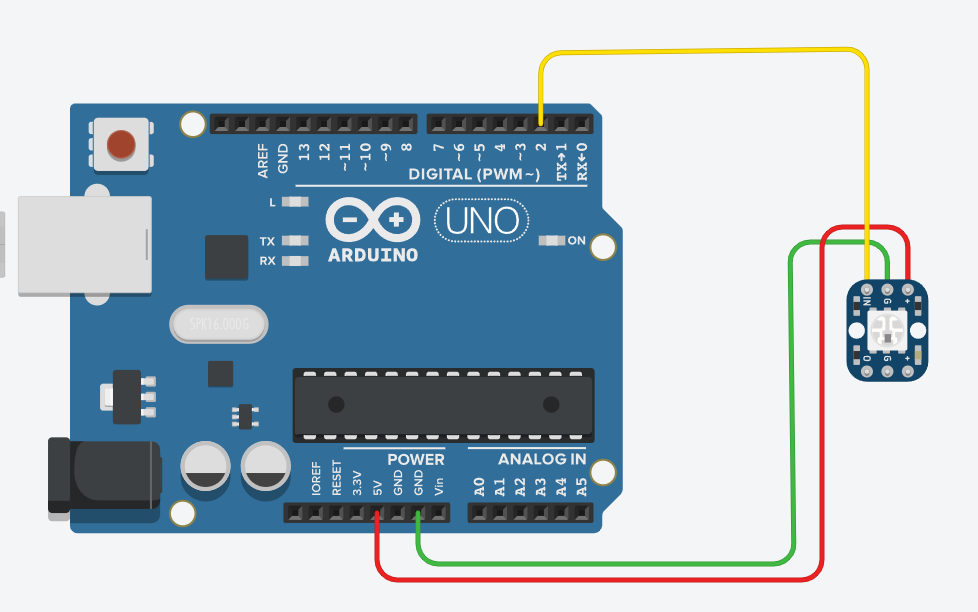 AREF
GND
13
12
~11
~10
~9
8
7
~6
~5
4
~3
2
TX→1
RX←0
DIGITAL (PWM~)
L
TX
RX
UNO
ON
ARDUINO
SPK16.000G
IN
G
+
O
G
+
POWER
ANALOG IN
IOREF
RESET
3.3V
5V
GND
GND
Vin
A0
A1
A2
A3
A4
A5